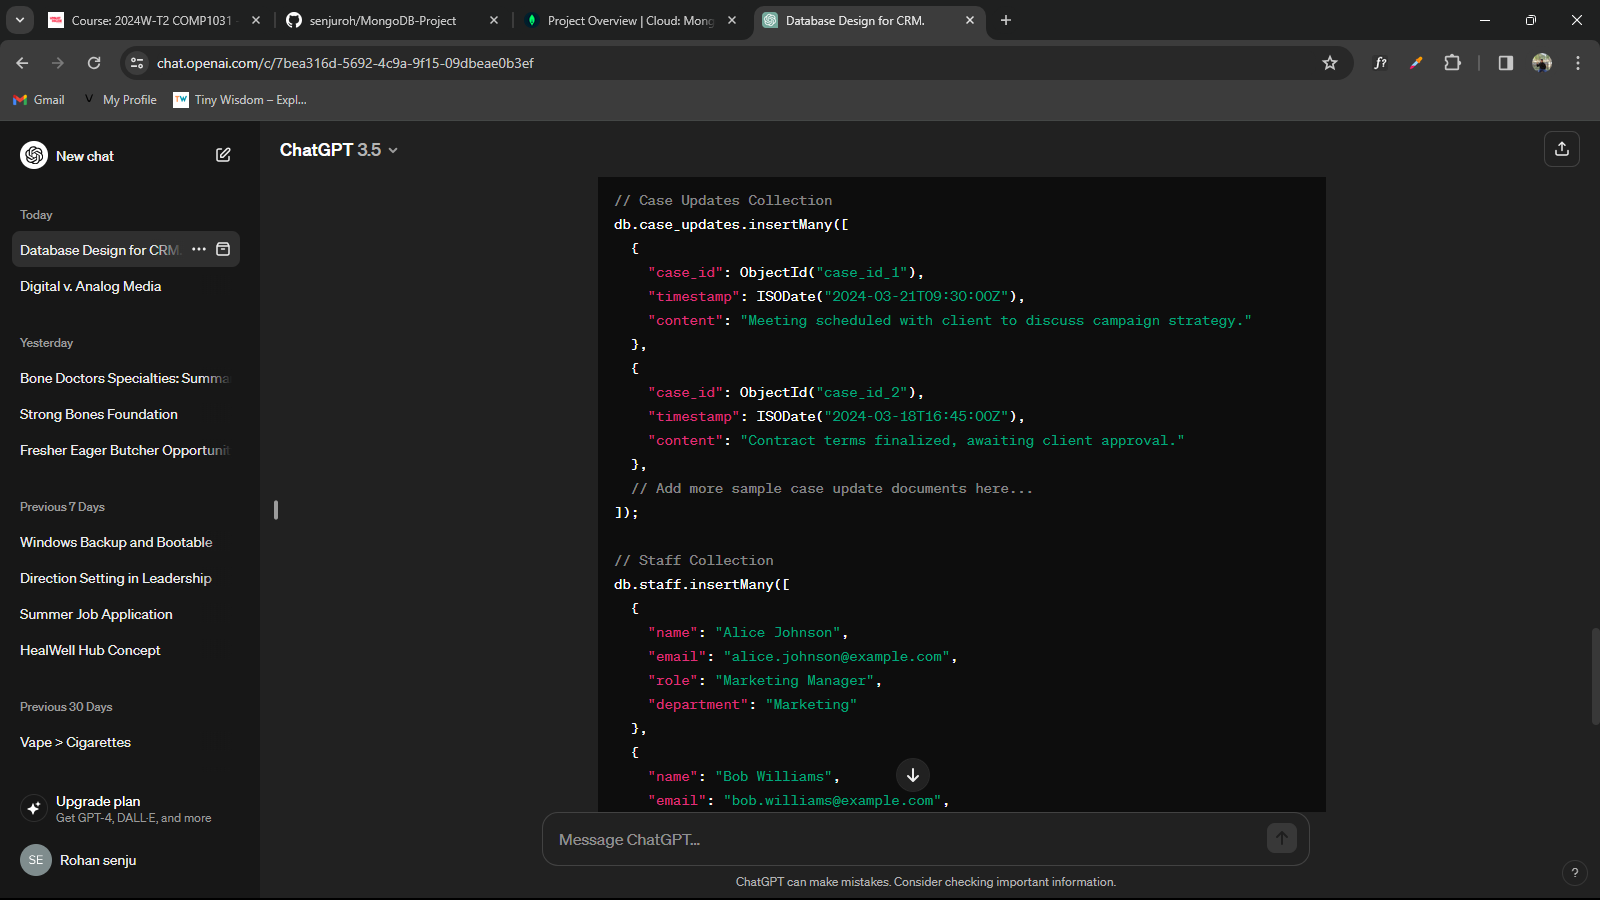 Course: 2024W-T2 COMP1031
senjuroh/MongoDB-Project
Project Overview | Cloud: Mong
Database Design for CRM.
chat.openai.com/c/7bea316d-5692-4c9a-9f15-09dbeae0b3ef
f?
Gmail
My Profile
TW
Tiny Wisdom – Expl...
New chat
ChatGPT 3.5
Today
Database Design for CRM.
Digital v. Analog Media
Yesterday
Bone Doctors Specialties: Summa
Strong Bones Foundation
Fresher Eager Butcher Opportunit
Previous 7 Days
Windows Backup and Bootable
Direction Setting in Leadership
Summer Job Application
HealWell Hub Concept
Previous 30 Days
Vape > Cigarettes
Upgrade plan
Get GPT-4, DALL·E, and more
SE
Rohan senju
// Case Updates Collection
db.case_updates.insertMany([
{
"case_id": ObjectId("case_id_1"),
"timestamp": ISODate("2024-03-21T09:30:00Z"),
"content": "Meeting scheduled with client to discuss campaign strategy."
},
{
"case_id": ObjectId("case_id_2"),
"timestamp": ISODate("2024-03-18T16:45:00Z"),
"content": "Contract terms finalized, awaiting client approval."
},
// Add more sample case update documents here...
]);
// Staff Collection
db.staff.insertMany([
{
"name": "Alice Johnson",
"email": "alice.johnson@example.com",
"role": "Marketing Manager",
"department": "Marketing"
},
{
"name": "Bob Williams",
"email": "bob.williams@example.com",
Message ChatGPT...
ChatGPT can make mistakes. Consider checking important information.
?